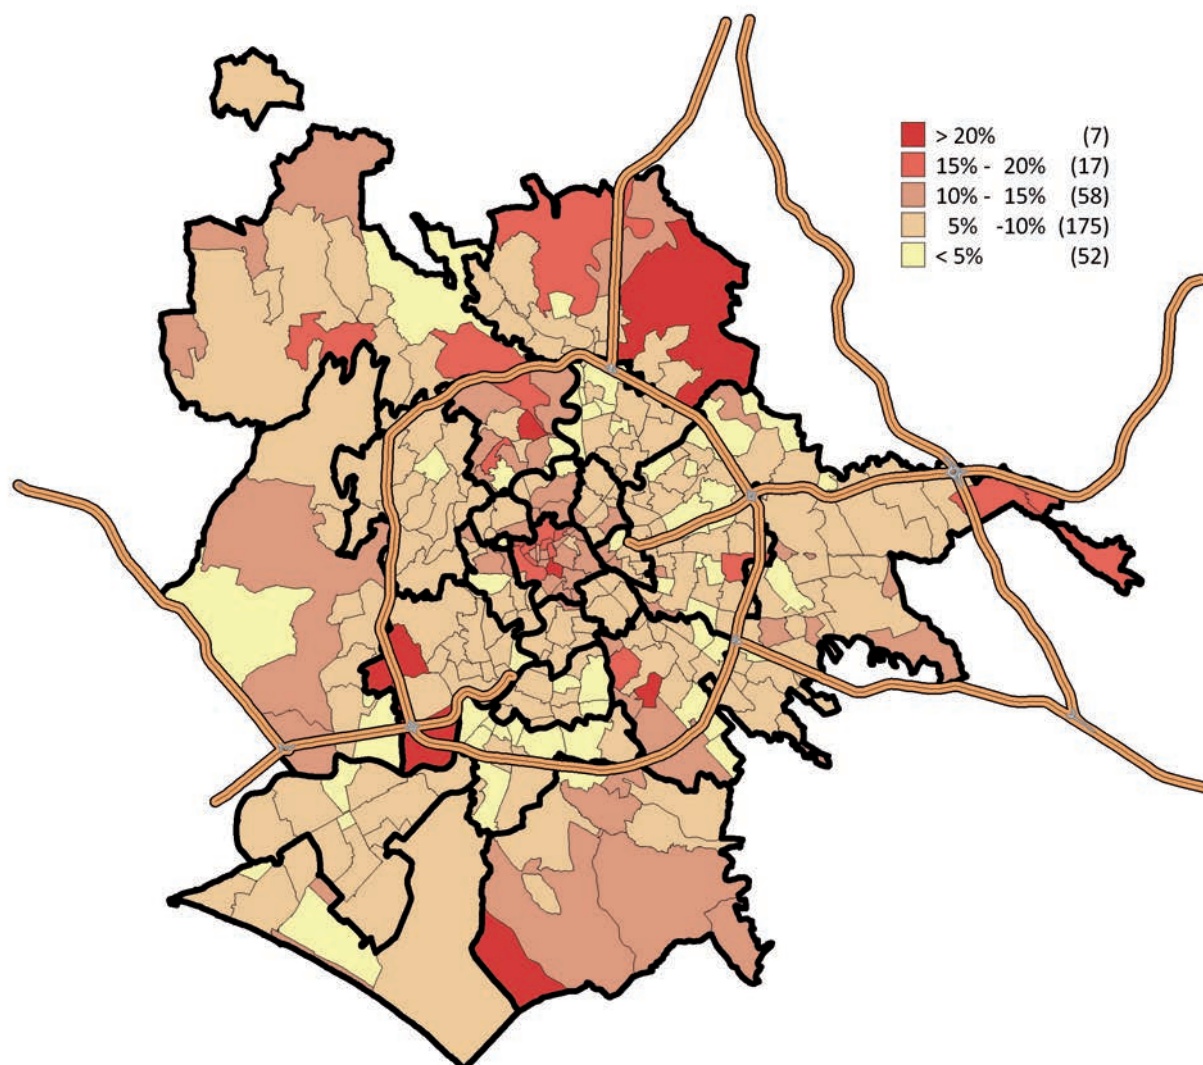 > 20% (7)
15% - 20% (17)
10% - 15% (58)
5% -10% (175)
< 5% (52)